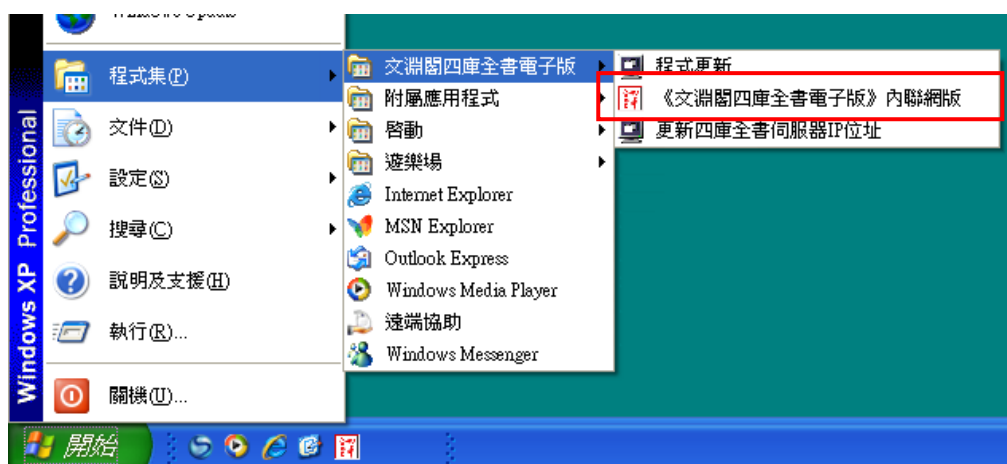 Windows Update
程式集(P)
文件(D)
設定(S)
搜尋(C)
說明及支援(H)
執行(R)...
關機(U)...
Windows XP Professional
文淵閣四庫全書電子版
附屬應用程式
啓動
遊樂場
Internet Explorer
MSN Explorer
Outlook Express
Windows Media Player
遠端協助
Windows Messenger
程式更新
《文淵閣四庫全書電子版》內聯網版
更新四庫全書伺服器IP位址
開始